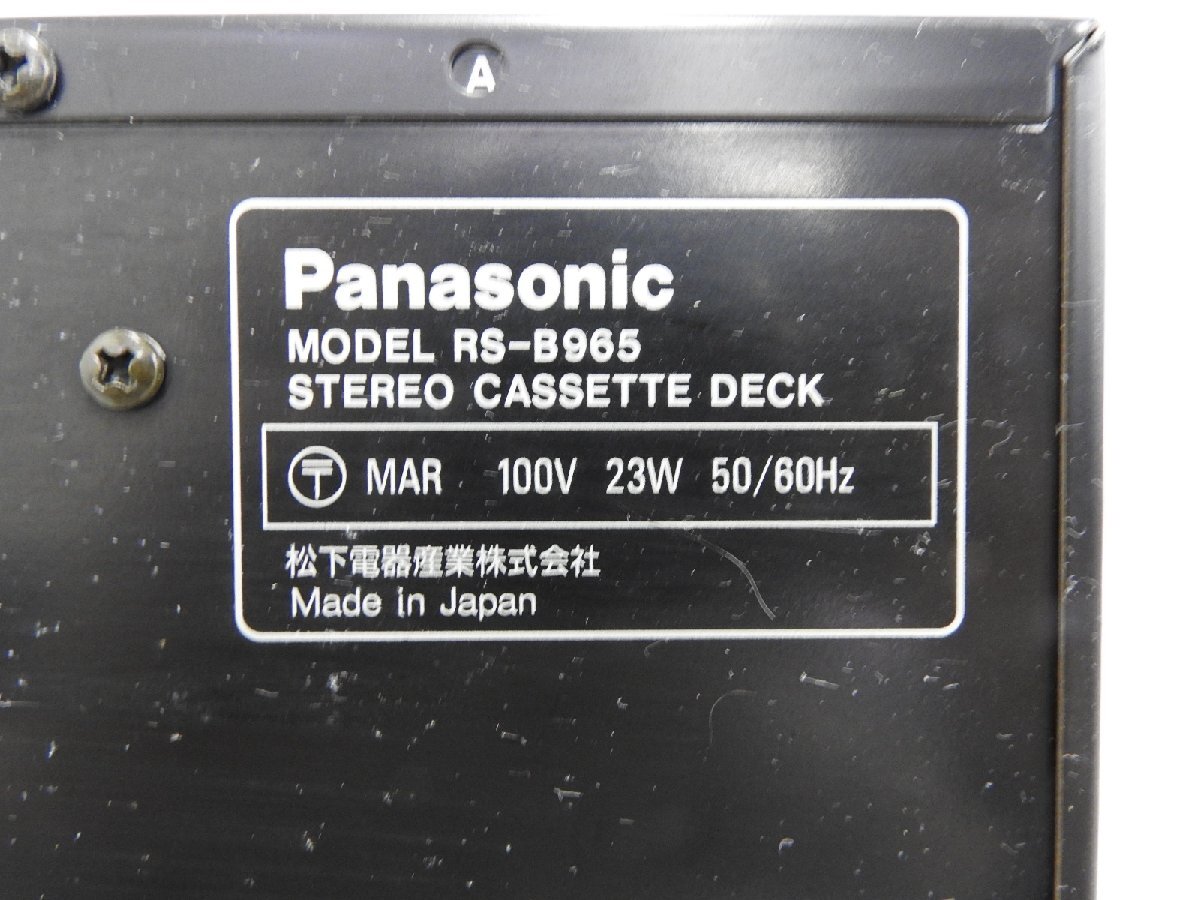 A
Panasonic
MODEL RS-B965
STEREO CASSETTE DECK
〶 MAR 100V 23W 50/60Hz
松下電器産業株式会社
Made in Japan